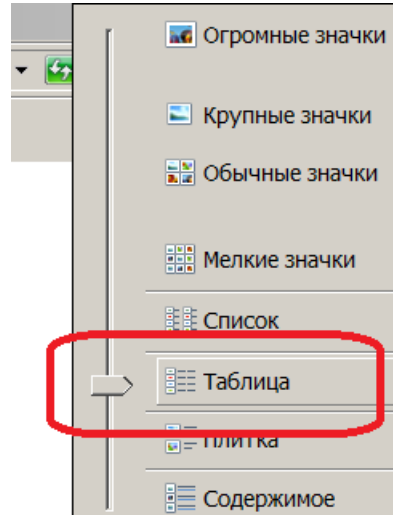 Огромные значки
Крупные значки
Обычные значки
Мелкие значки
Список
Таблица
Плитка
Содержимое